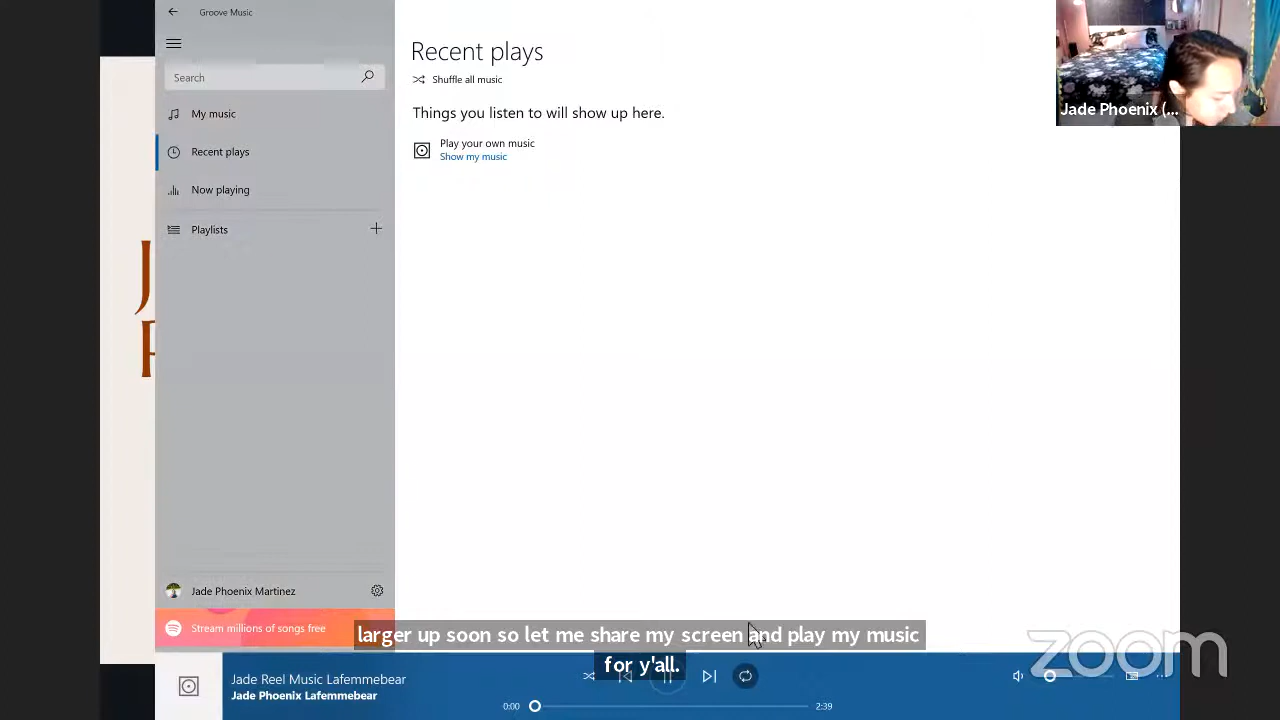 Groove Music
Search
My music
Recent plays
Now playing
Playlists
Jade Phoenix Martinez
Stream millions of songs free
Recent plays
Shuffle all music
Things you listen to will show up here.
Play your own music
Show my music
Jade Phoenix (...
J
P
larger up soon so let me share my screen and play my music
for y'all.
zoom
Jade Reel Music Lafemmebear
Jade Phoenix Lafemmebear
0:00
2:39